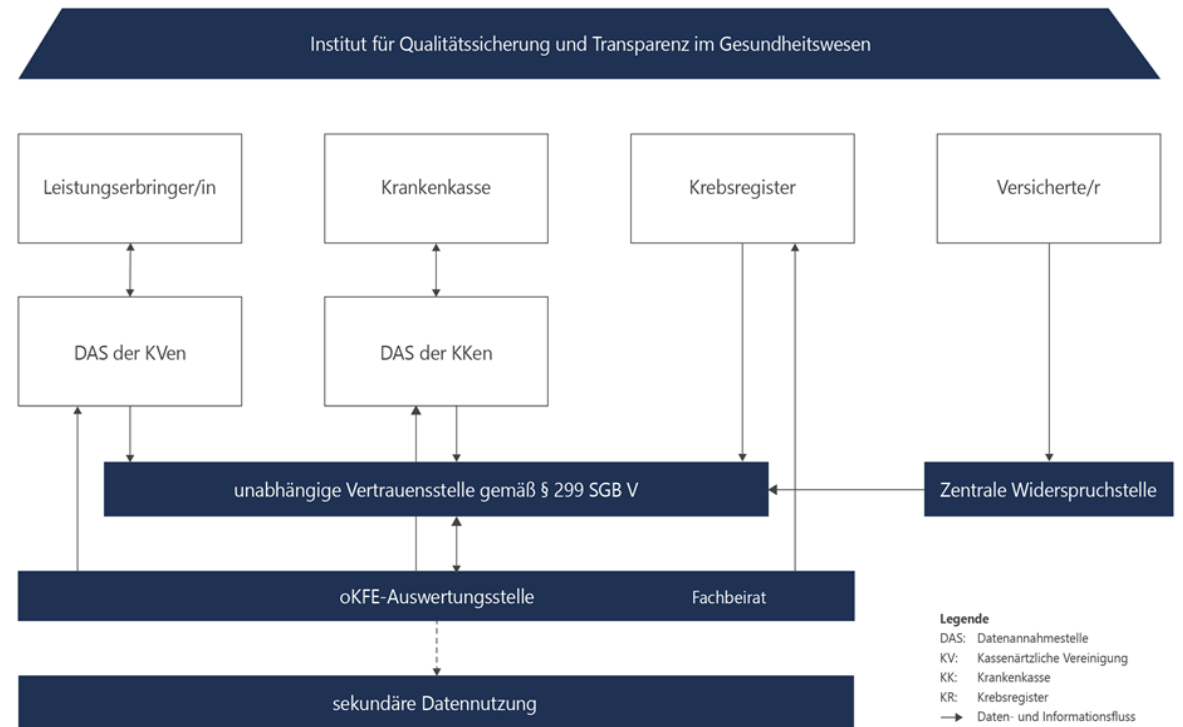 Institut für Qualitätssicherung und Transparenz im Gesundheitswesen
Leistungserbringer/in
Krankenkasse
Krebsregister
Versicherte/r
DAS der KVen
DAS der KKen
unabhängige Vertrauensstelle gemäß § 299 SGB V
Zentrale Widerspruchstelle
oKFE-Auswertungsstelle
Fachbeirat
sekundäre Datennutzung
Legende
DAS: Datenannahmestelle
KV: Kassenärztliche Vereinigung
KK: Krankenkasse
KR: Krebsregister
Daten- und Informationsfluss